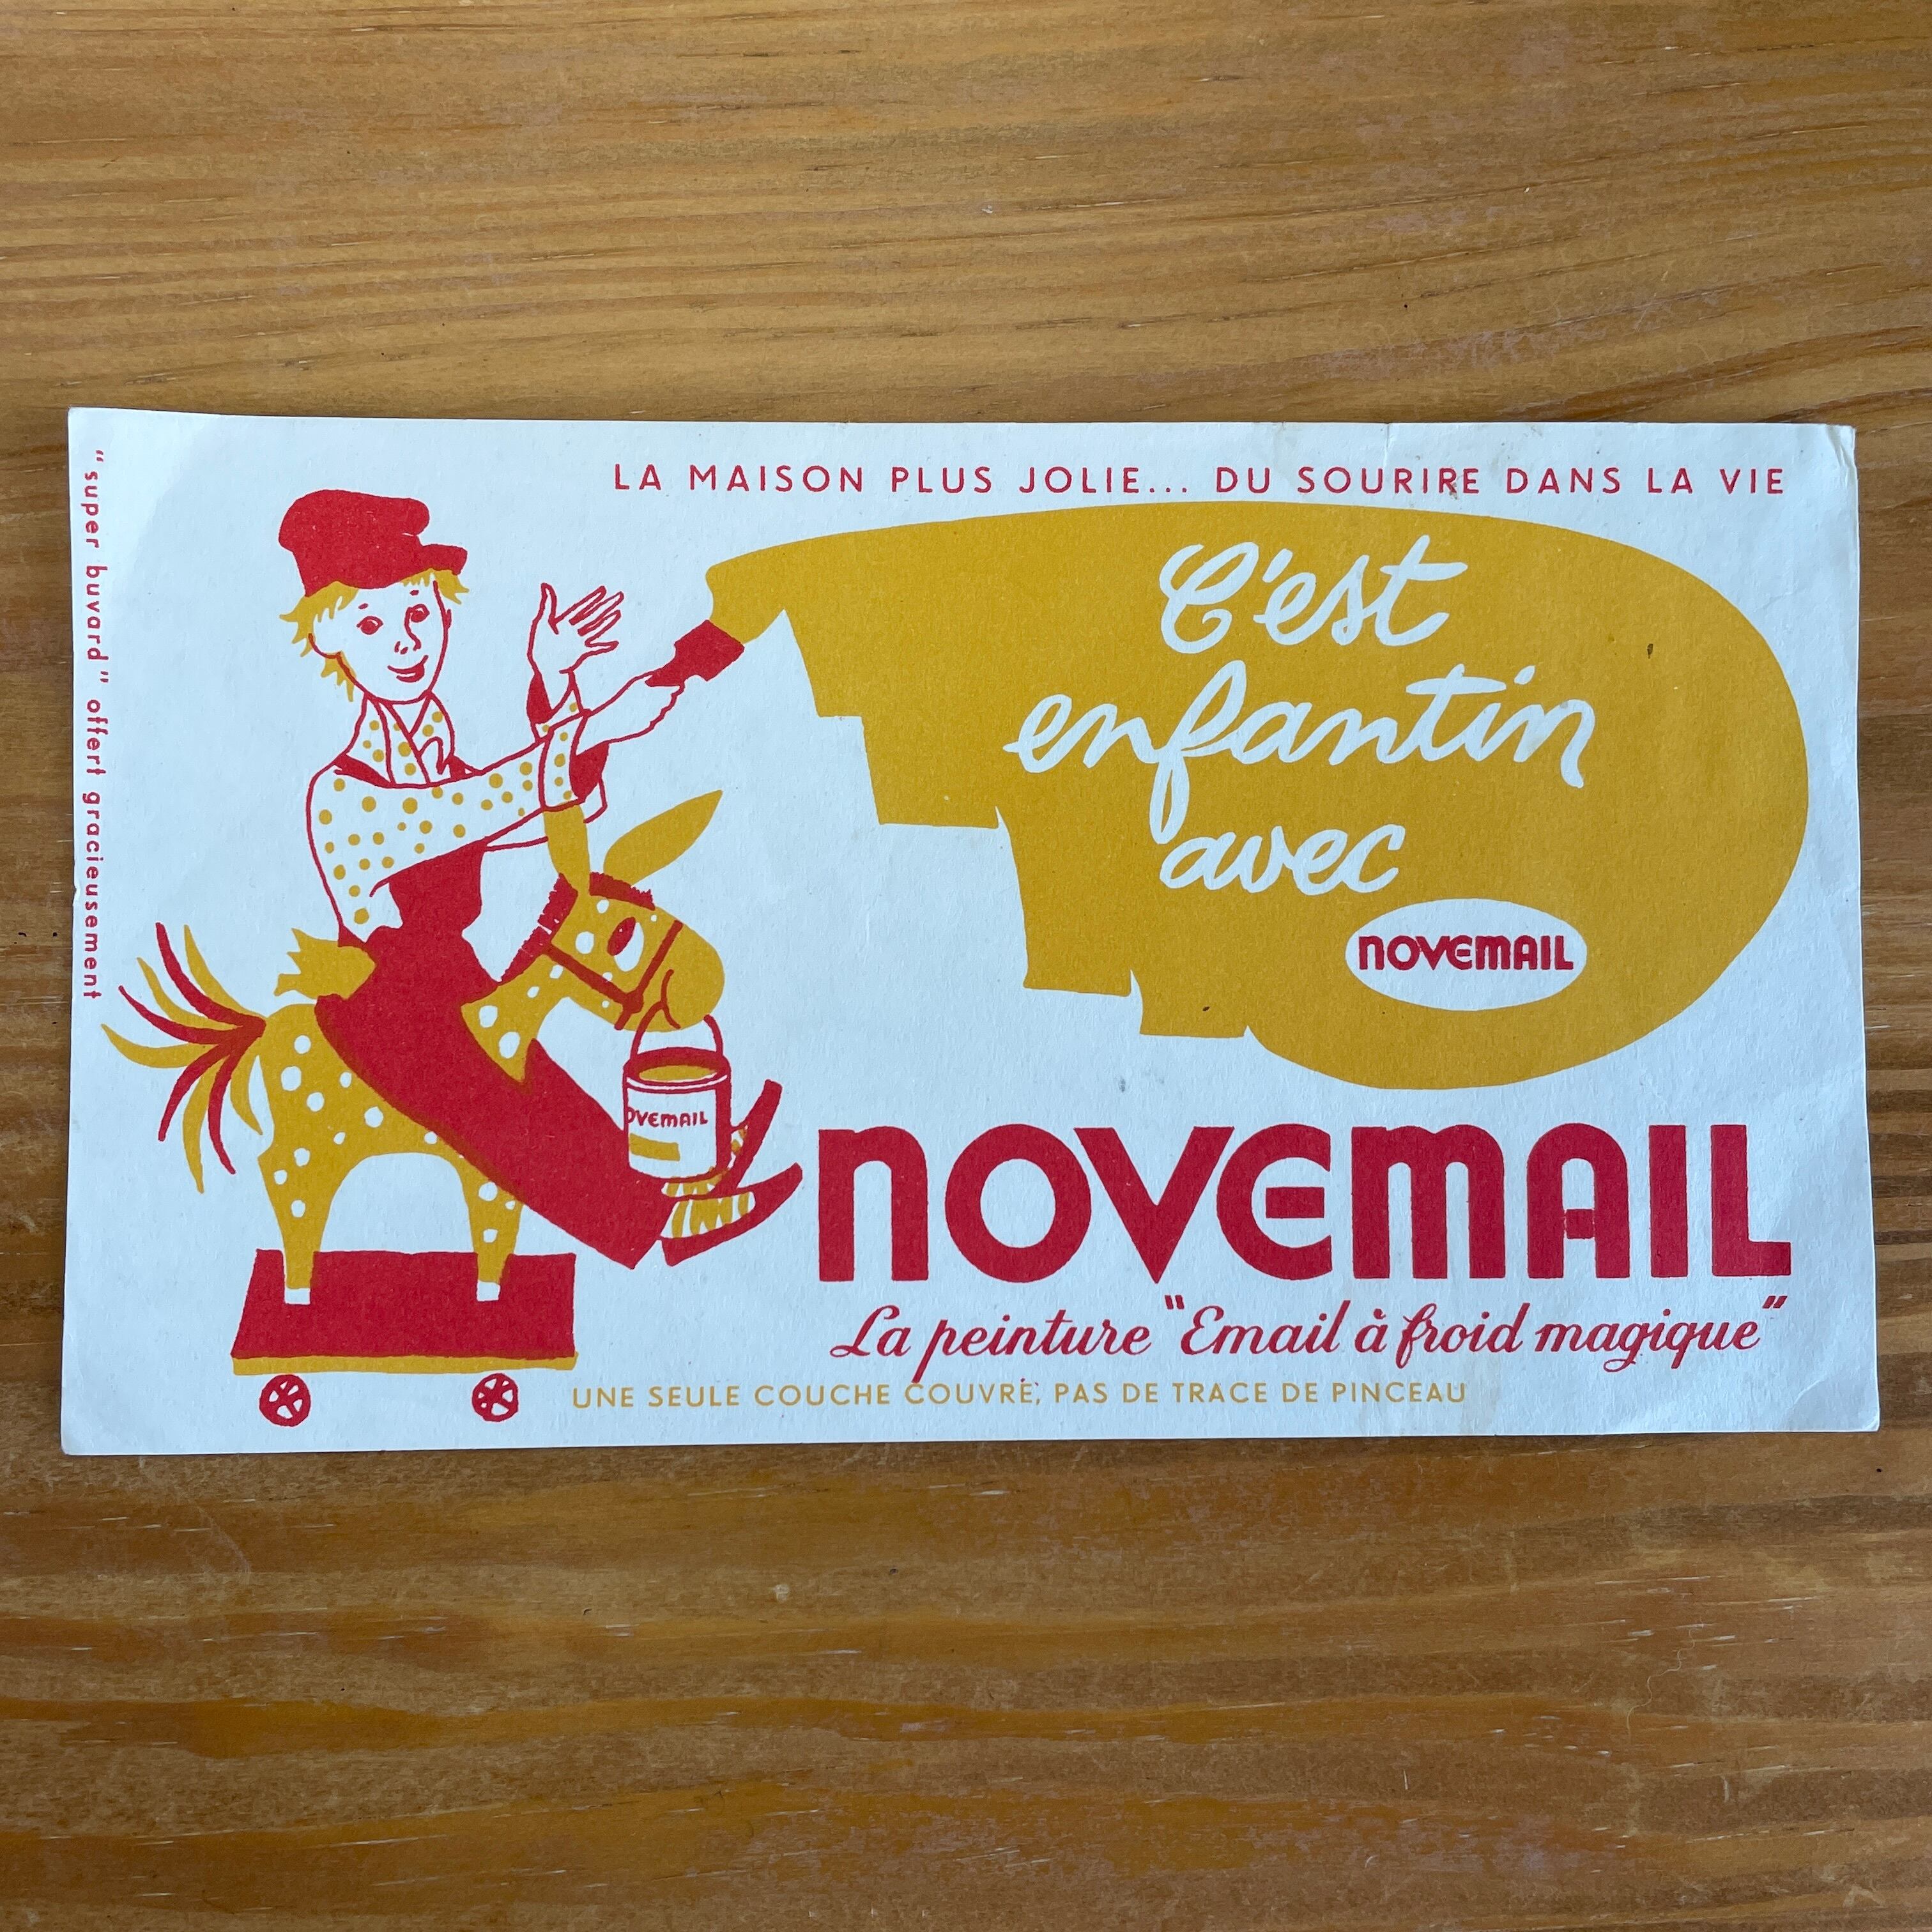 LA MAISON PLUS JOLIE... DU SOURIRE DANS LA VIE
"super buvard" offert gracieusement
C'est
enfantin
avec
NOVEMAIL
OVEMAIL
NOVEMAIL
La peinture "Email à froid magique"
UNE SEULE COUCHE COUVRE, PAS DE TRACE DE PINCEAU